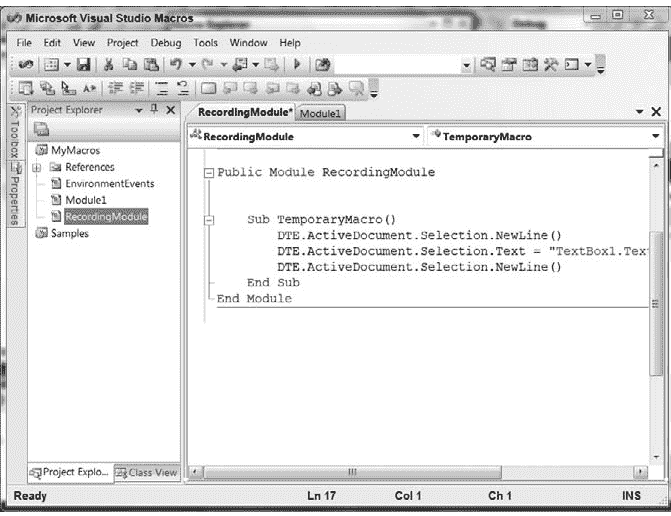 Microsoft Visual Studio Macros
File Edit View Project Debug Tools Window Help
Project Explorer
RecordingModule* Module1
Toolbox
Properties
RecordingModule TemporaryMacro
MyMacros
References
EnvironmentEvents
Module1
RecordingModule
Samples
Public Module RecordingModule
Sub TemporaryMacro()
DTE.ActiveDocument.Selection.NewLine()
DTE.ActiveDocument.Selection.Text = "TextBox1.Tex
DTE.ActiveDocument.Selection.NewLine()
End Sub
End Module
Project Explo... Class View
Ready Ln 17 Col 1 Ch 1 INS